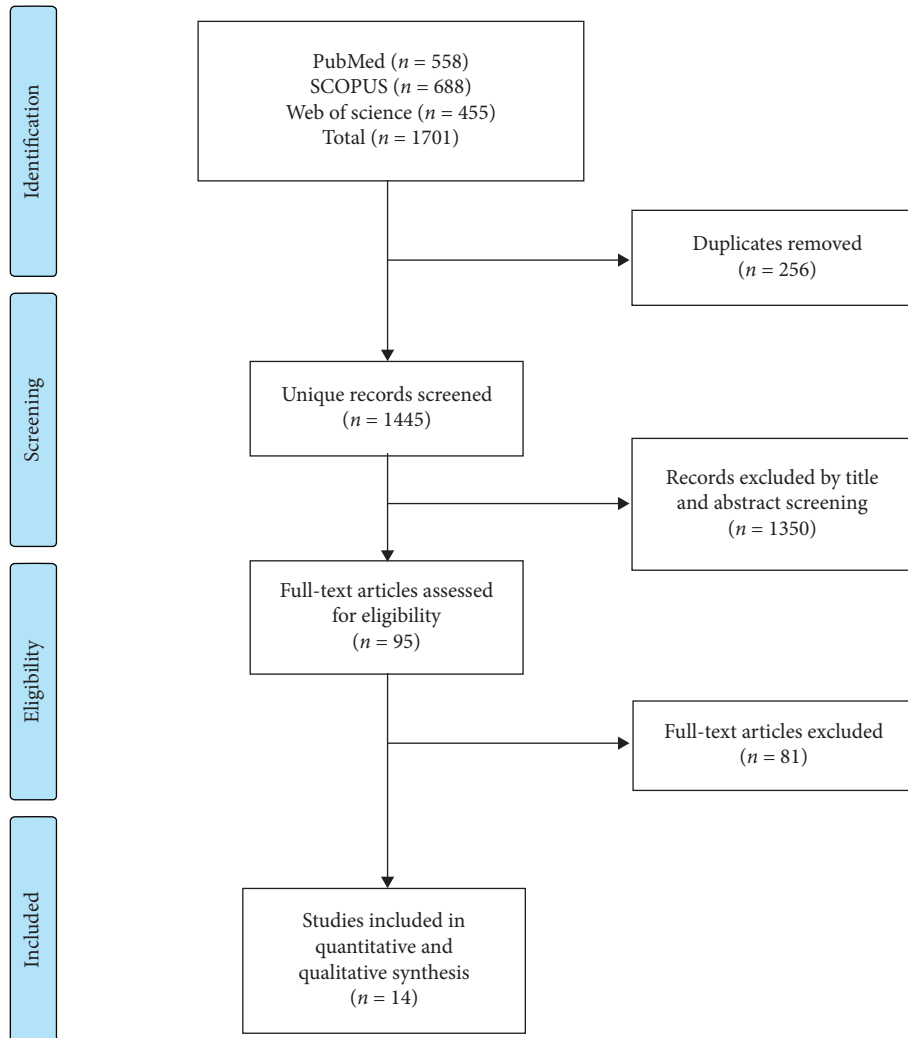 Identification
PubMed (n = 558)
SCOPUS (n = 688)
Web of science (n = 455)
Total (n = 1701)
Duplicates removed
(n = 256)
Screening
Unique records screened
(n = 1445)
Records excluded by title
and abstract screening
(n = 1350)
Eligibility
Full-text articles assessed
for eligibility
(n = 95)
Full-text articles excluded
(n = 81)
Included
Studies included in
quantitative and
qualitative synthesis
(n = 14)